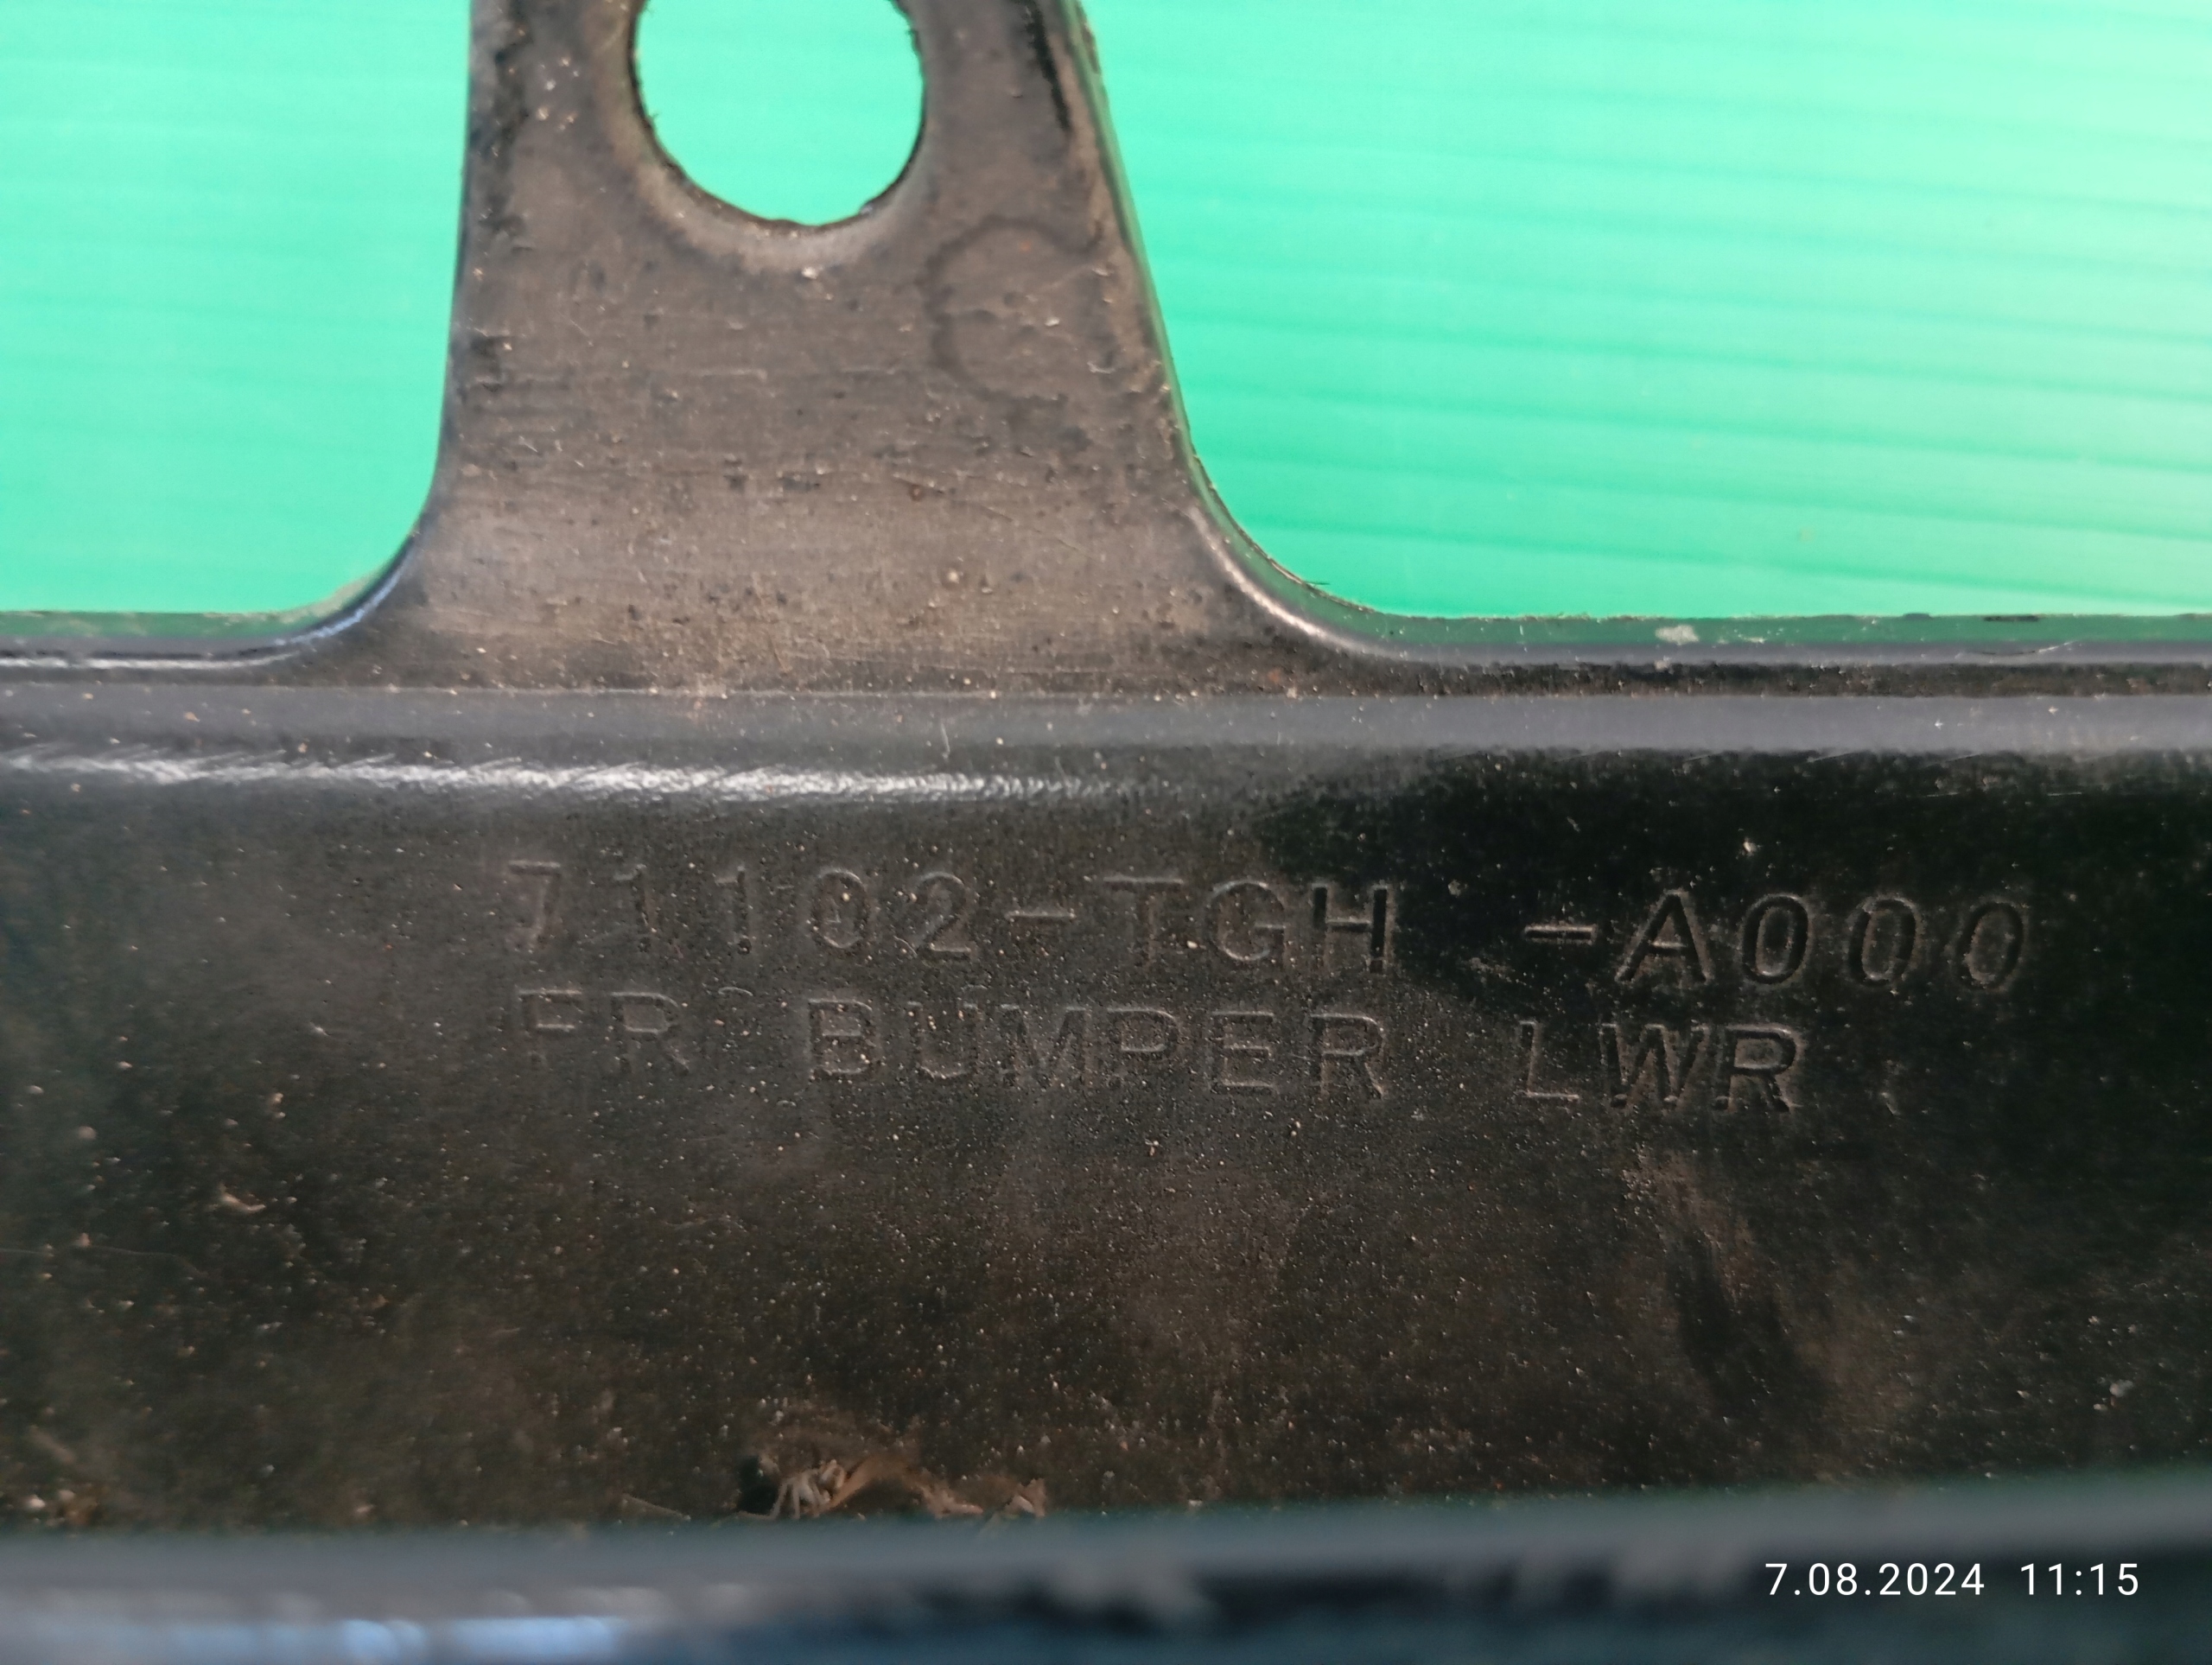 71102-TGH -A000
FR BUMPER LWR
7.08.2024 11:15